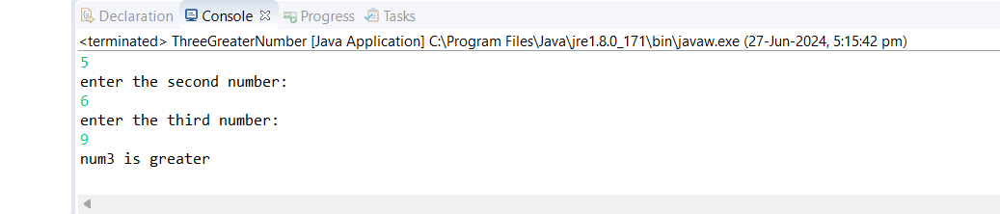 Declaration Console Progress Tasks
<terminated> ThreeGreaterNumber [Java Application] C:\Program Files\Java\jre1.8.0_171\bin\javaw.exe (27-Jun-2024, 5:15:42 pm)
5
enter the second number:
6
enter the third number:
9
num3 is greater